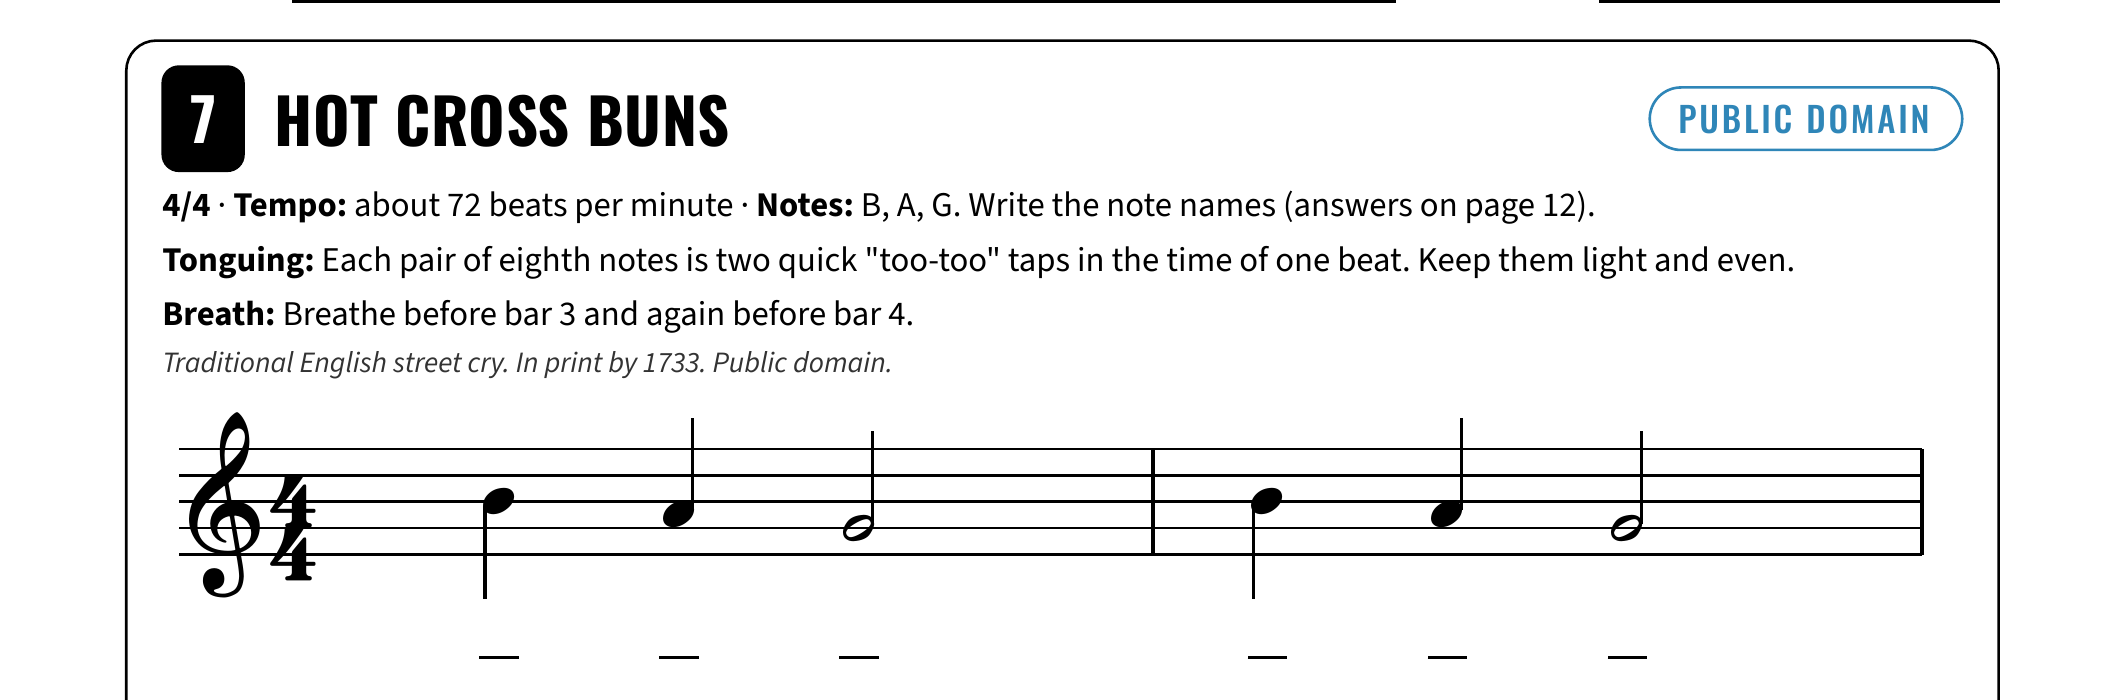 7 HOT CROSS BUNS
PUBLIC DOMAIN
4/4 · Tempo: about 72 beats per minute · Notes: B, A, G. Write the note names (answers on page 12).
Tonguing: Each pair of eighth notes is two quick "too-too" taps in the time of one beat. Keep them light and even.
Breath: Breathe before bar 3 and again before bar 4.
Traditional English street cry. In print by 1733. Public domain.
4
4